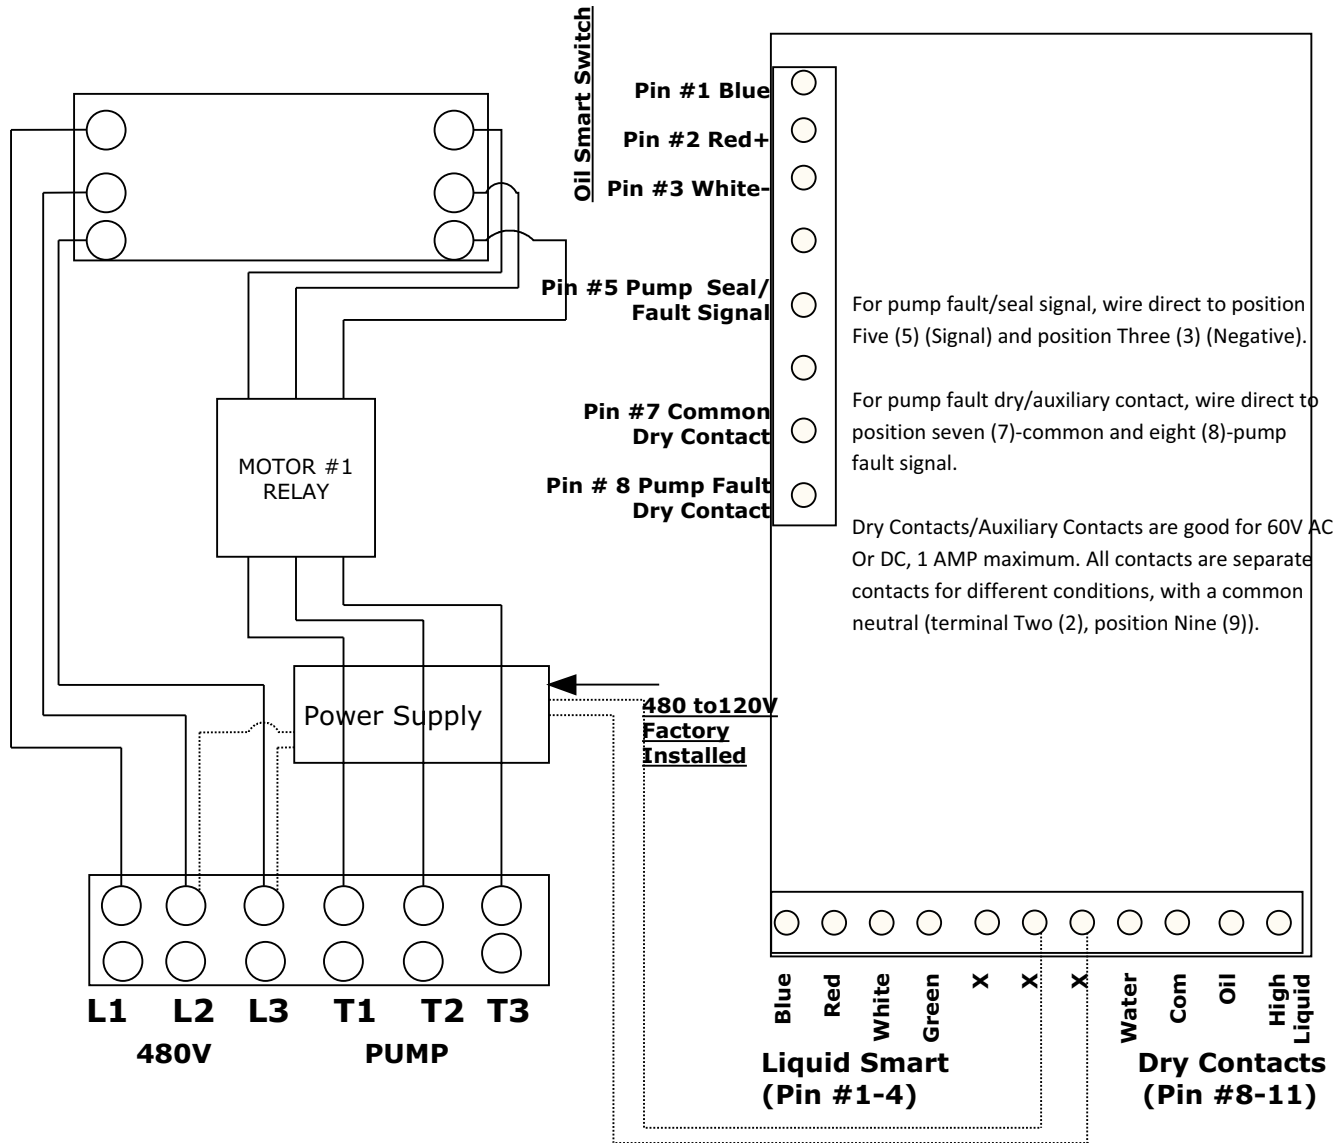 Oil Smart Switch
Pin #1 Blue
Pin #2 Red+
Pin #3 White-
Pin #5 Pump Seal/
Fault Signal
Pin #7 Common
Dry Contact
Pin # 8 Pump Fault
Dry Contact
For pump fault/seal signal, wire direct to position
Five (5) (Signal) and position Three (3) (Negative).
For pump fault dry/auxiliary contact, wire direct to
position seven (7)-common and eight (8)-pump
fault signal.
Dry Contacts/Auxiliary Contacts are good for 60V AC
Or DC, 1 AMP maximum. All contacts are separate
contacts for different conditions, with a common
neutral (terminal Two (2), position Nine (9)).
MOTOR #1
RELAY
Power Supply
480 to120V
Factory
Installed
L1 L2 L3 T1 T2 T3
480V PUMP
Blue
Red
White
Green
X
X
X
Water
Com
Oil
High
Liquid
Liquid Smart
(Pin #1-4)
Dry Contacts
(Pin #8-11)